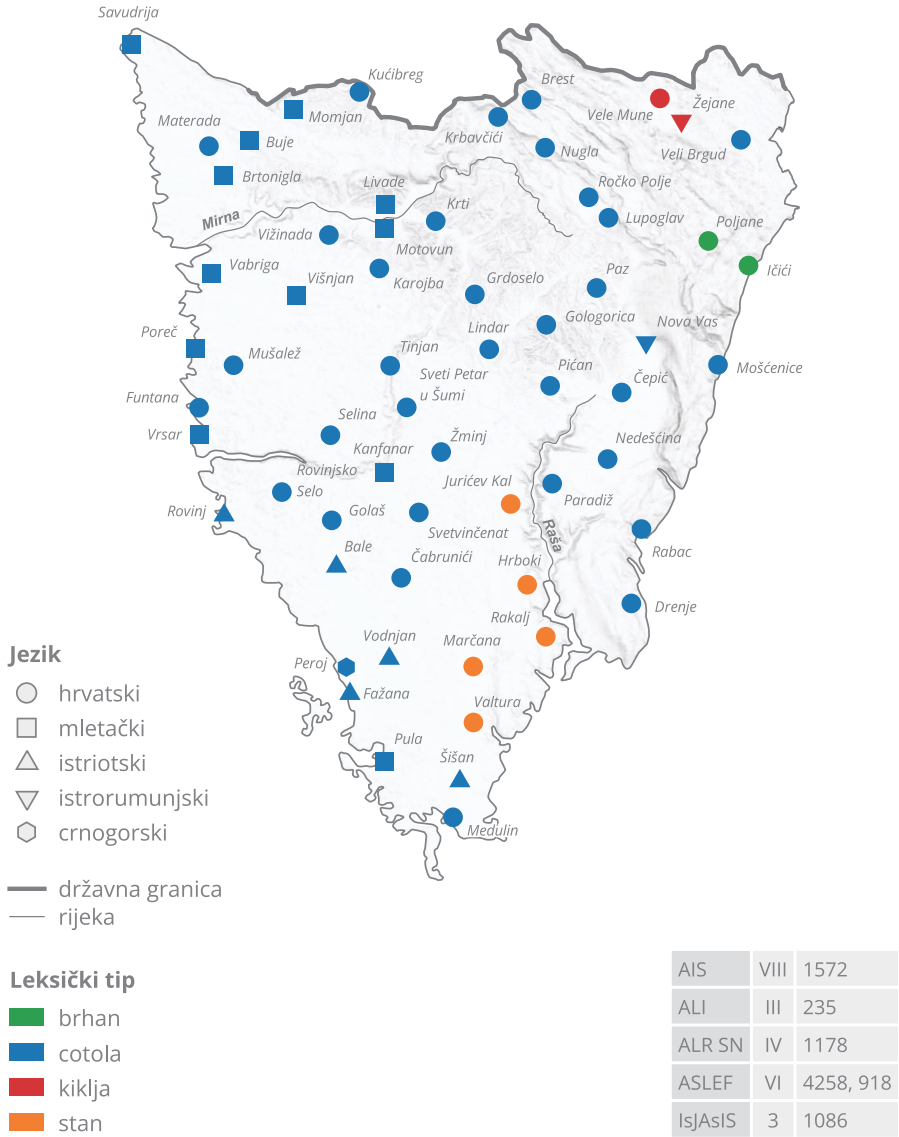 Savudrija
Kućibreg
Brest
Materada
Momjan
Vele Mune
Žejane
Buje
Krbavčići
Nugla
Veli Brgud
Brtonigla
Livade
Ročko Polje
Mirna
Krti
Lupoglav
Poljane
Vižinada
Motovun
Vabriga
Višnjan
Karojba
Grdoselo
Paz
Ičići
Poreč
Lindar
Gologorica
Nova Vas
Mušalež
Tinjan
Pićan
Mošćenice
Sveti Petar
u Šumi
Čepić
Funtana
Selina
Vrsar
Kanfanar
Žminj
Nedešćina
Rovinjsko
Selo
Jurićev Kal
Paradiž
Rovinj
Golaš
Svetvinčenat
Raša
Bale
Čabrunići
Hrboki
Rabac
Rakalj
Drenje
Vodnjan
Marčana
Peroj
Fažana
Valtura
Pula
Šišan
Medulin
Jezik
hrvatski
mletački
istriotski
istrorumunjski
crnogorski
državna granica
rijeka
Leksički tip
brhan
cotola
kiklja
stan
AIS VIII 1572
ALI III 235
ALR SN IV 1178
ASLEF VI 4258, 918
IsJAsIS 3 1086